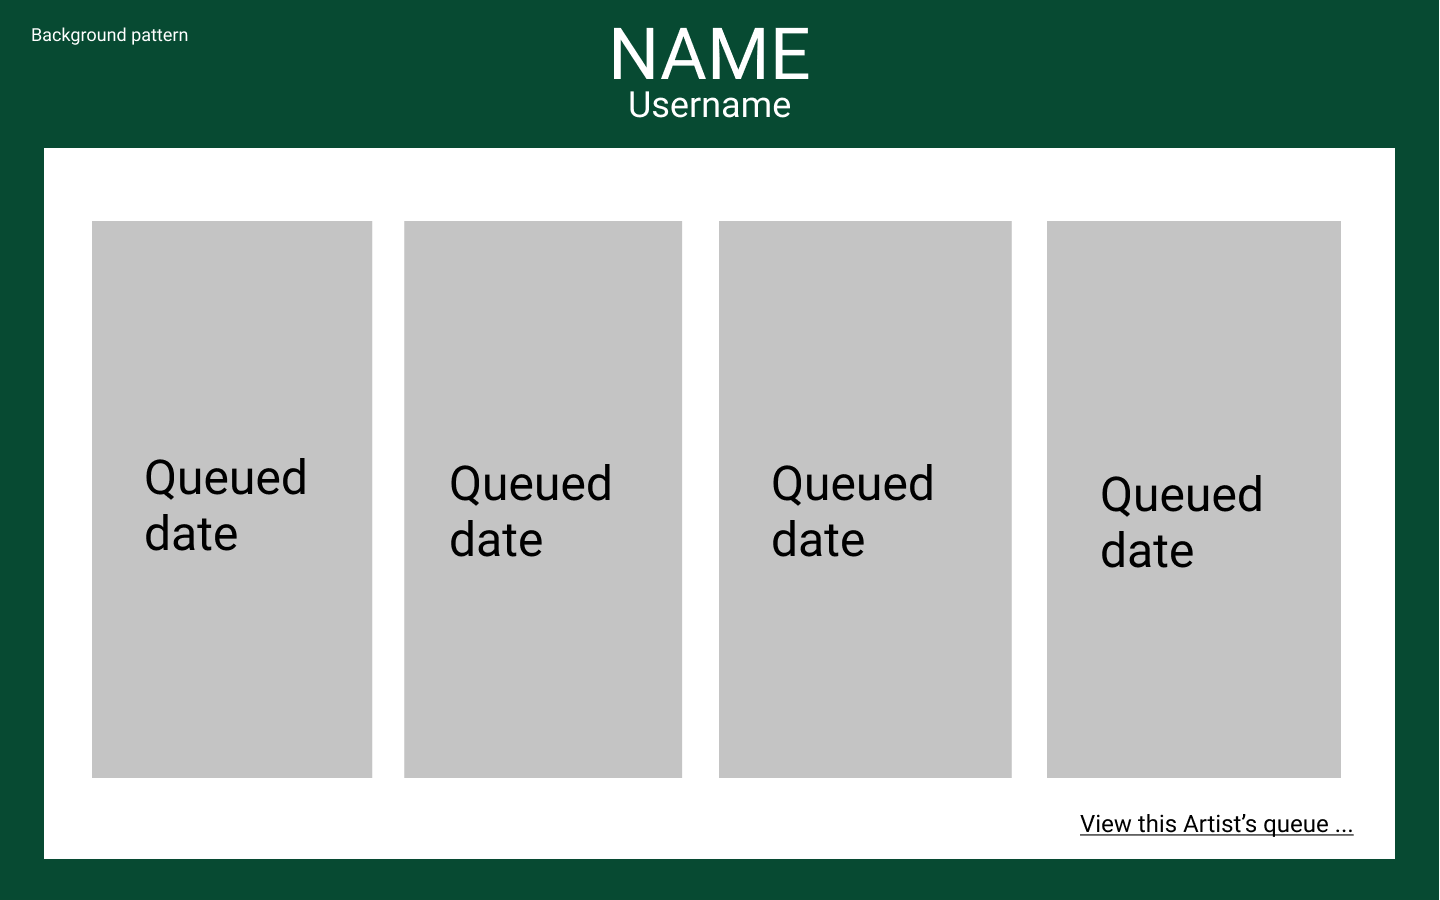 Background pattern
NAME
Username
Queued
date
Queued
date
Queued
date
Queued
date
View this Artist’s queue ...